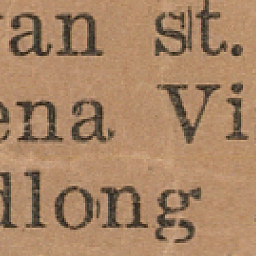 van st.
ena Vi
dlong